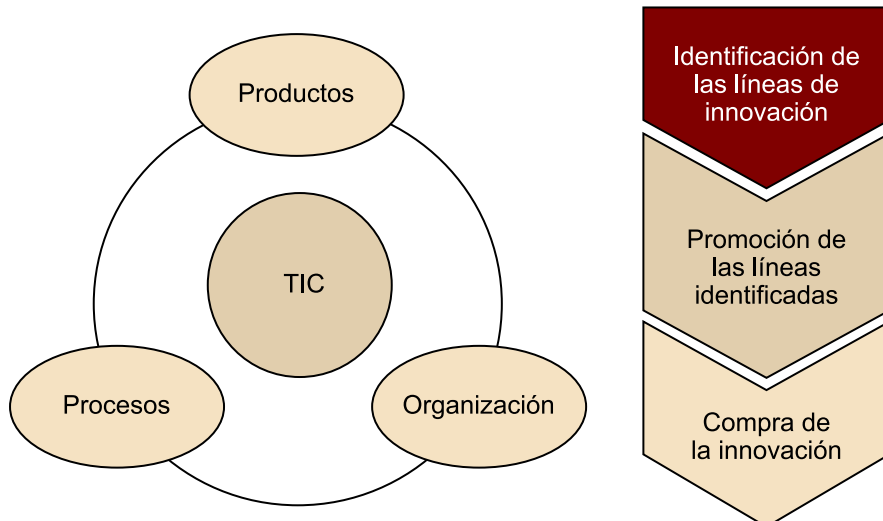 Productos
TIC
Procesos
Organización
Identificación de
las líneas de
innovación
Promoción de
las líneas
identificadas
Compra de
la innovación